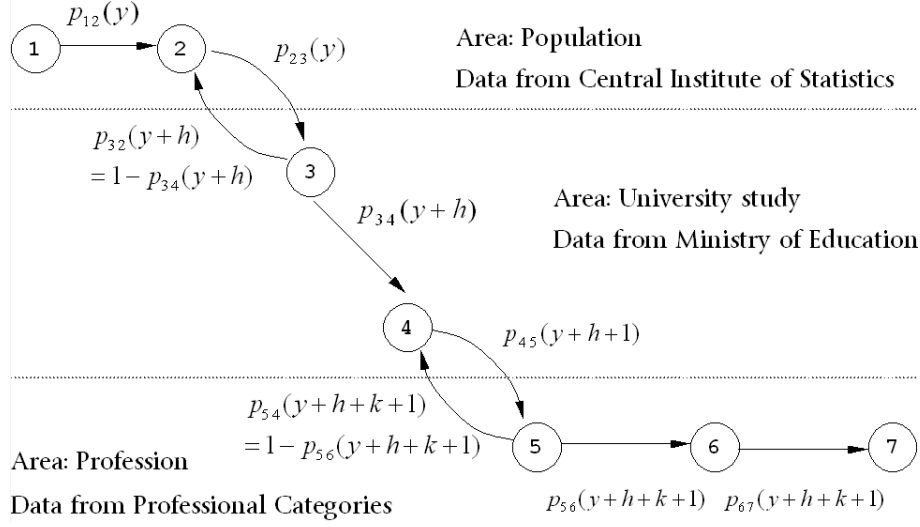 p₁₂(y)
1
2
p₂₃(y)
Area: Population
Data from Central Institute of Statistics
p₃₂(y+h)
=1−p₃₄(y+h)
3
p₃₄(y+h)
Area: University study
Data from Ministry of Education
4
p₄₅(y+h+1)
p₅₄(y+h+k+1)
=1−p₅₆(y+h+k+1)
5
6
7
Area: Profession
Data from Professional Categories
p₅₆(y+h+k+1)
p₆₇(y+h+k+1)